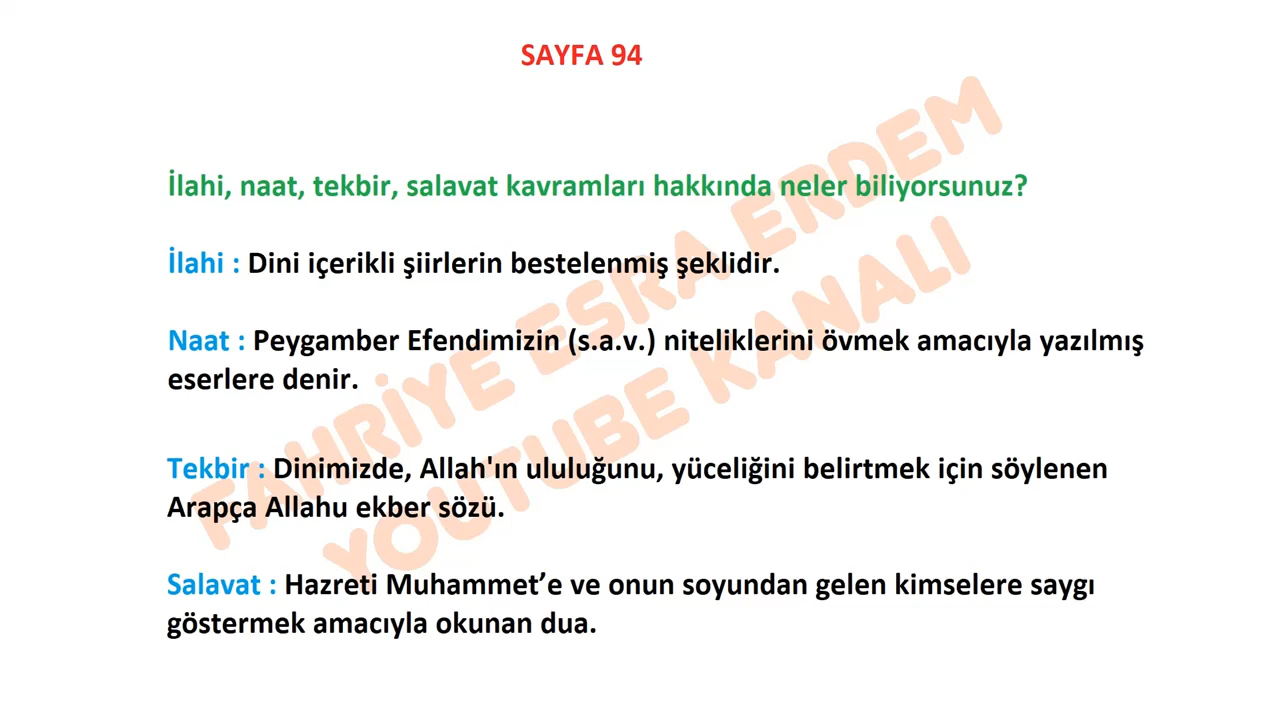 SAYFA 94
İlahi, naat, tekbir, salavat kavramları hakkında neler biliyorsunuz?
İlahi : Dini içerikli şiirlerin bestelenmiş şeklidir.
Naat : Peygamber Efendimizin (s.a.v.) niteliklerini övmek amacıyla yazılmış
eserlere denir.
Tekbir : Dinimizde, Allah'ın ululuğunu, yüceliğini belirtmek için söylenen
Arapça Allahu ekber sözü.
Salavat : Hazreti Muhammet’e ve onun soyundan gelen kimselere saygı
göstermek amacıyla okunan dua.
FAHRİYE ESRA ERDEM
YOUTUBE KANALI